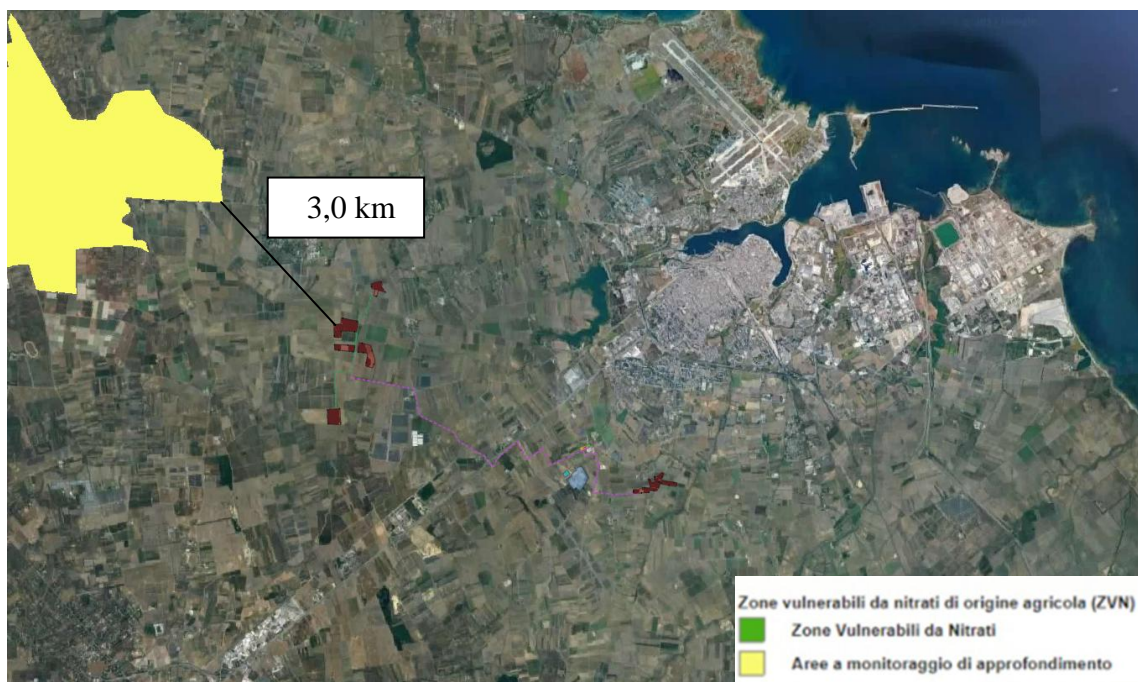 3,0 km
Zone vulnerabili da nitrati di origine agricola (ZVN)
Zone Vulnerabili da Nitrati
Aree a monitoraggio di approfondimento